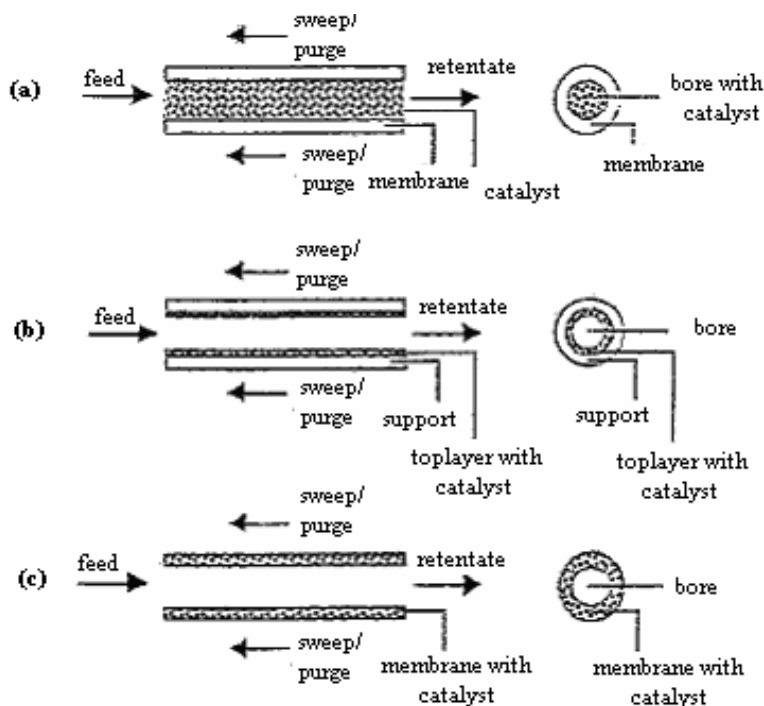 sweep/
purge
feed
retentate
(a)
bore with
catalyst
sweep/
purge
membrane
catalyst
membrane
sweep/
purge
feed
retentate
(b)
bore
sweep/
purge
support
support
toplayer with
catalyst
toplayer with
catalyst
sweep/
purge
feed
retentate
(c)
bore
sweep/
purge
membrane with
catalyst
membrane with
catalyst